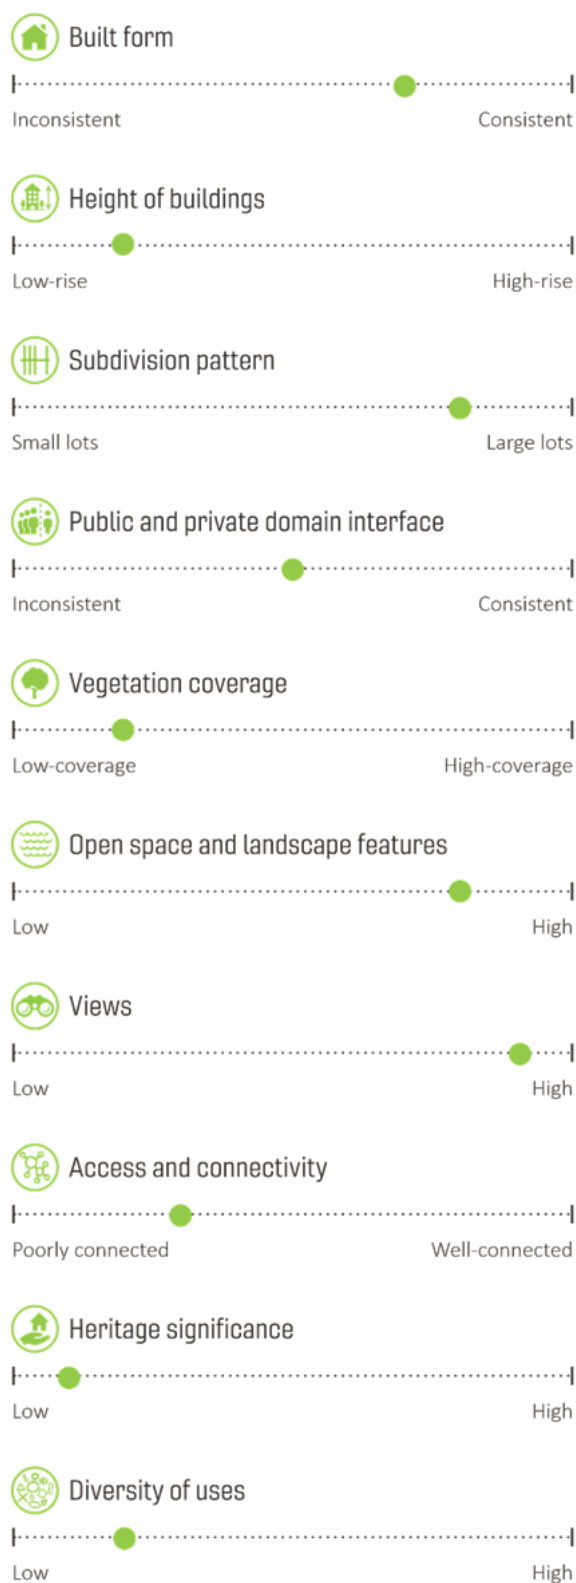 Built form
Inconsistent Consistent
Height of buildings
Low-rise High-rise
Subdivision pattern
Small lots Large lots
Public and private domain interface
Inconsistent Consistent
Vegetation coverage
Low-coverage High-coverage
Open space and landscape features
Low High
Views
Low High
Access and connectivity
Poorly connected Well-connected
Heritage significance
Low High
Diversity of uses
Low High